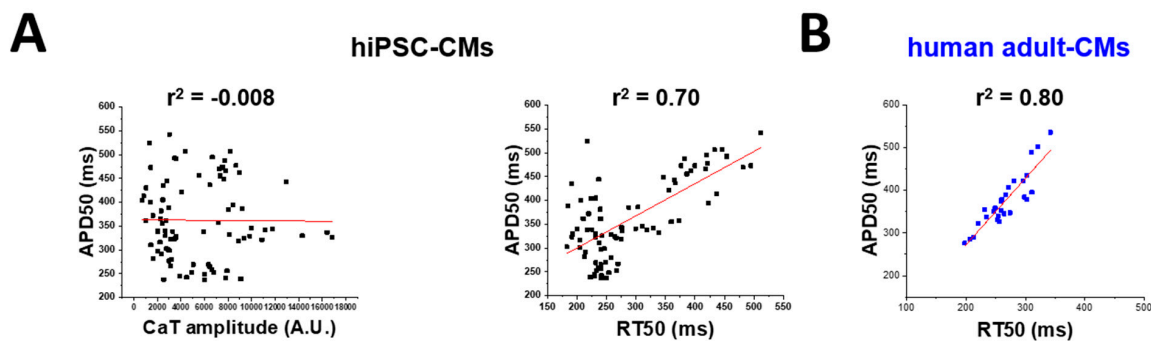 A
hiPSC-CMs
B
human adult-CMs
r² = -0.008
600
550
500
450
400
350
300
250
200
APD50 (ms)
0 2000 4000 6000 8000 10000 12000 14000 16000 18000
CaT amplitude (A.U.)
r² = 0.70
600
550
500
450
400
350
300
250
200
APD50 (ms)
150 200 250 300 350 400 450 500 550
RT50 (ms)
r² = 0.80
600
500
400
300
200
APD50 (ms)
100 200 300 400 500
RT50 (ms)